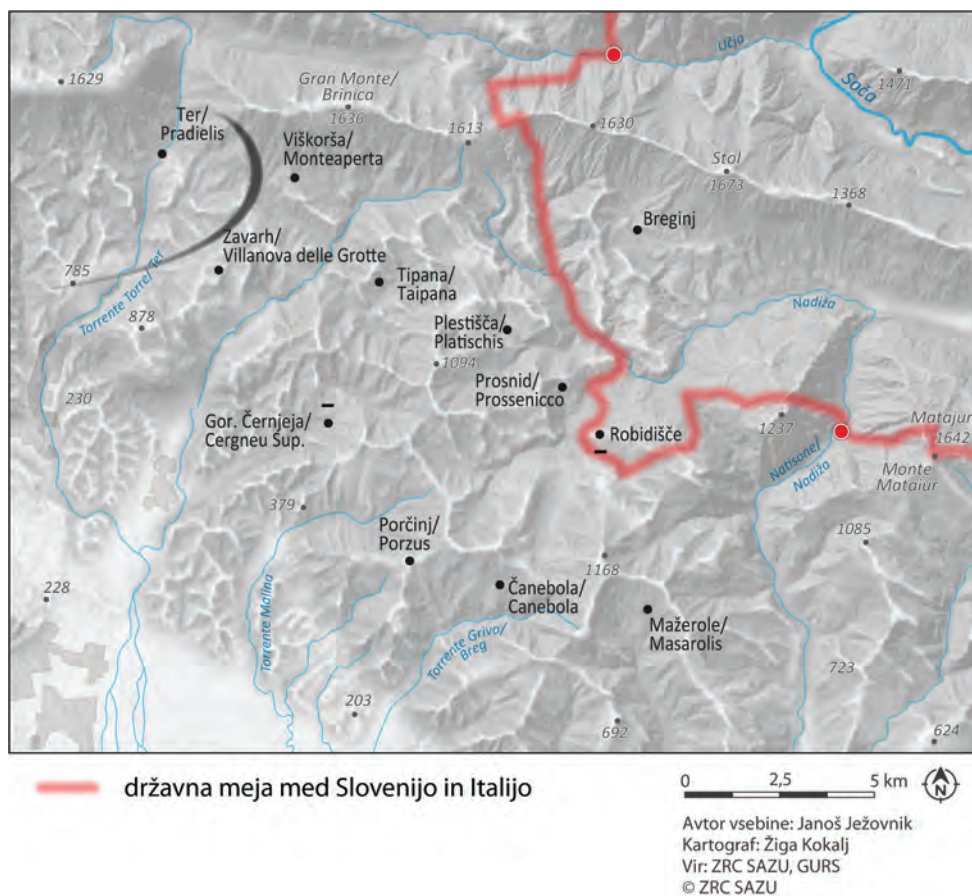 Učja
1629
Gran Monte/
Brinica
1636
Soča
1471
Ter/
Pradielis
1613
1630
Viškorša/
Monteaperta
Stol
1673
1368
Breginj
Zavarh/
Villanova delle Grotte
785
Torrente Torre/Ter
Tipana/
Taipana
878
Nadiža
Plestišča/
Platischis
1094
Prosnid/
Prossenicco
230
Gor. Černjeja/
Cergneu Sup.
Robidišče
1237
Matajur
1642
Natisone/
Nadiža
Monte
Mataiur
379
Porčinj/
Porzus
1085
1168
228
Čanebola/
Canebola
Torrente Malina
Mažerole/
Masarolis
Torrente Grivo/
Breg
723
203
692
624
državna meja med Slovenijo in Italijo
0 2,5 5 km
N
Avtor vsebine: Janoš Ježovnik
Kartograf: Žiga Kokalj
Vir: ZRC SAZU, GURS
© ZRC SAZU